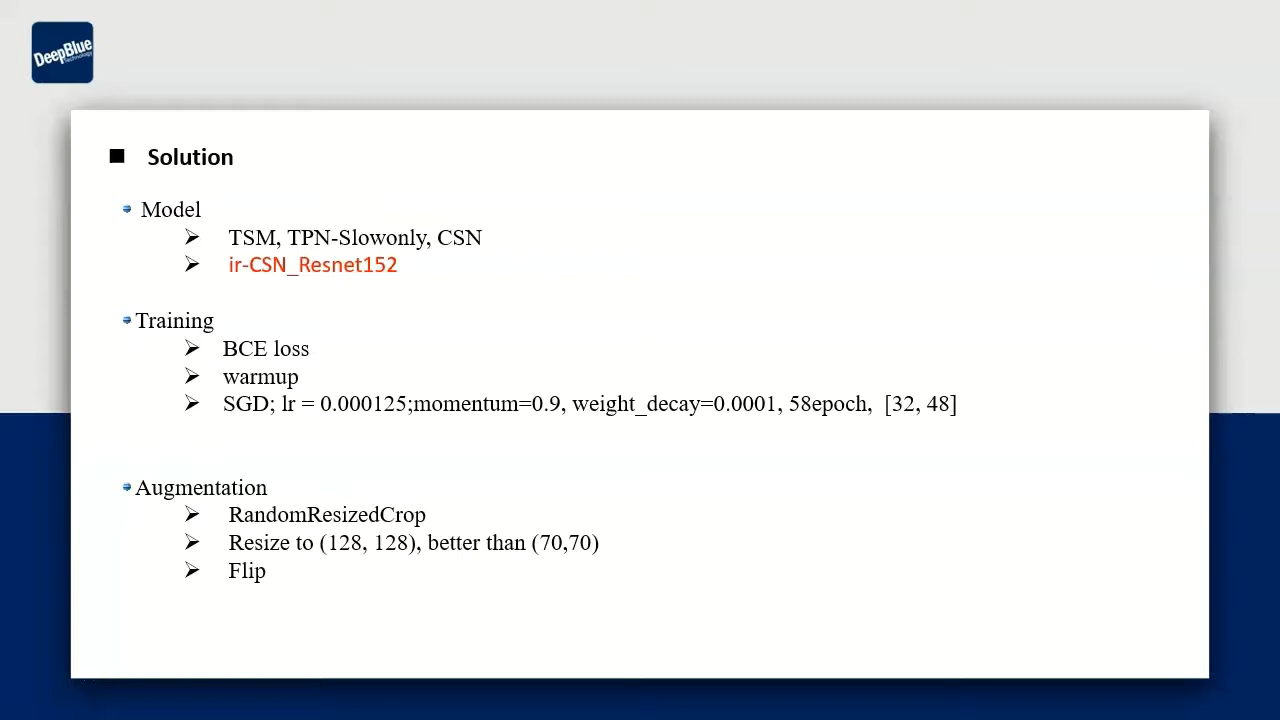 DeepBlue
Technology
Solution
Model
TSM, TPN-Slowonly, CSN
ir-CSN_Resnet152
Training
BCE loss
warmup
SGD; lr = 0.000125;momentum=0.9, weight_decay=0.0001, 58epoch, [32, 48]
Augmentation
RandomResizedCrop
Resize to (128, 128), better than (70,70)
Flip